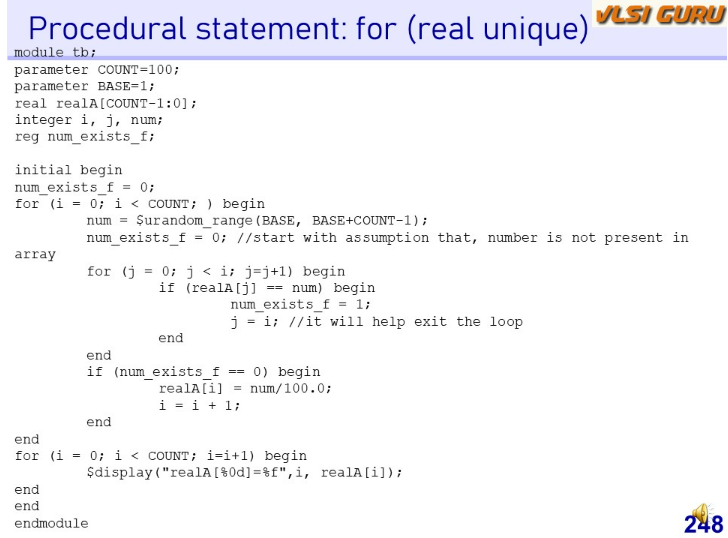 Procedural statement: for (real unique)
VLSI GURU
module tb;
parameter COUNT=100;
parameter BASE=1;
real realA[COUNT-1:0];
integer i, j, num;
reg num_exists_f;
initial begin
num_exists_f = 0;
for (i = 0; i < COUNT; ) begin
num = $urandom_range(BASE, BASE+COUNT-1);
num_exists_f = 0; //start with assumption that, number is not present in
array
for (j = 0; j < i; j=j+1) begin
if (realA[j] == num) begin
num_exists_f = 1;
j = i; //it will help exit the loop
end
end
if (num_exists_f == 0) begin
realA[i] = num/100.0;
i = i + 1;
end
end
for (i = 0; i < COUNT; i=i+1) begin
$display("realA[%0d]=%f",i, realA[i]);
end
end
endmodule
248